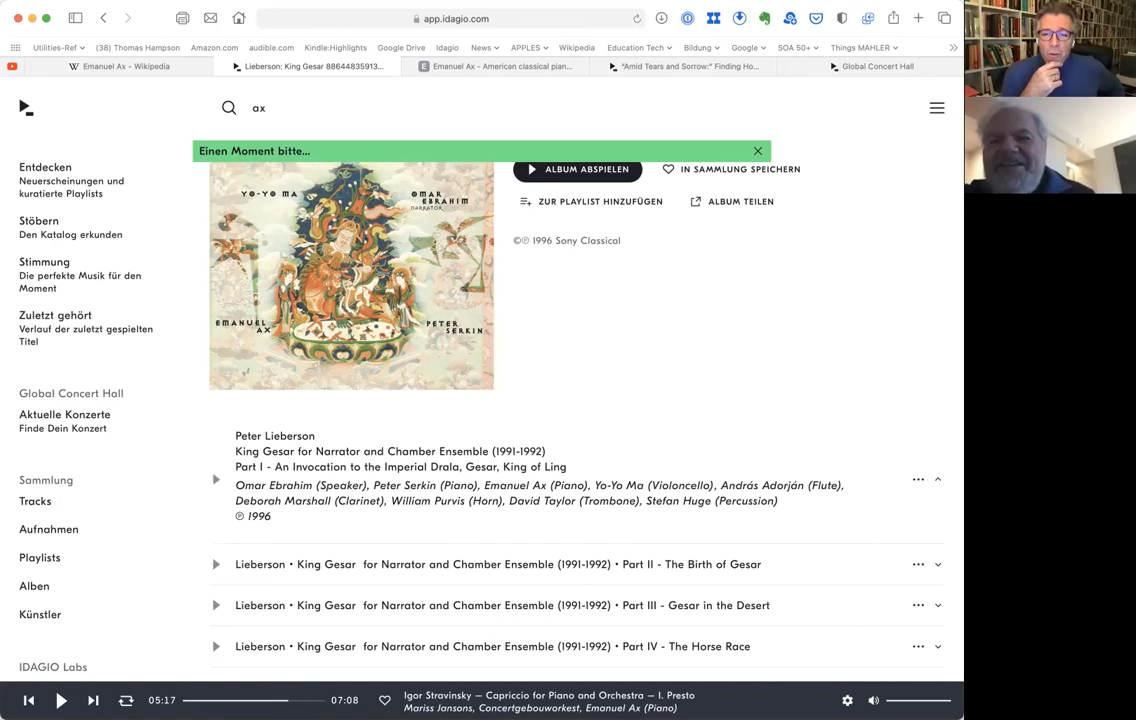 app.idagio.com
Utilities-Ref
(38) Thomas Hampson
Amazon.com
audible.com
Kindle:Highlights
Google Drive
Idagio
News
APPLES
Wikipedia
Education Tech
Bildung
Google
SOA 50+
Things MAHLER
Emanuel Ax - Wikipedia
Lieberson: King Gesar 88644835913...
Emanuel Ax - American classical pian...
"Amid Tears and Sorrow:" Finding Ho...
Global Concert Hall
ax
Einen Moment bitte...
Entdecken
Neuerscheinungen und
kuratierte Playlists
Stöbern
Den Katalog erkunden
Stimmung
Die perfekte Musik für den
Moment
Zuletzt gehört
Verlauf der zuletzt gespielten
Titel
Global Concert Hall
Aktuelle Konzerte
Finde Dein Konzert
Sammlung
Tracks
Aufnahmen
Playlists
Alben
Künstler
IDAGIO Labs
YO-YO MA
OMAR
EBRAHIM
NARRATOR
EMANUEL
AX
PETER
SERKIN
ALBUM ABSPIELEN
IN SAMMLUNG SPEICHERN
ZUR PLAYLIST HINZUFÜGEN
ALBUM TEILEN
©℗ 1996 Sony Classical
Peter Lieberson
King Gesar for Narrator and Chamber Ensemble (1991-1992)
Part I - An Invocation to the Imperial Drala, Gesar, King of Ling
Omar Ebrahim (Speaker), Peter Serkin (Piano), Emanuel Ax (Piano), Yo-Yo Ma (Violoncello), András Adorján (Flute),
Deborah Marshall (Clarinet), William Purvis (Horn), David Taylor (Trombone), Stefan Huge (Percussion)
℗ 1996
Lieberson • King Gesar for Narrator and Chamber Ensemble (1991-1992) • Part II - The Birth of Gesar
Lieberson • King Gesar for Narrator and Chamber Ensemble (1991-1992) • Part III - Gesar in the Desert
Lieberson • King Gesar for Narrator and Chamber Ensemble (1991-1992) • Part IV - The Horse Race
05:17
07:08
Igor Stravinsky — Capriccio for Piano and Orchestra — I. Presto
Mariss Jansons, Concertgebouworkest, Emanuel Ax (Piano)